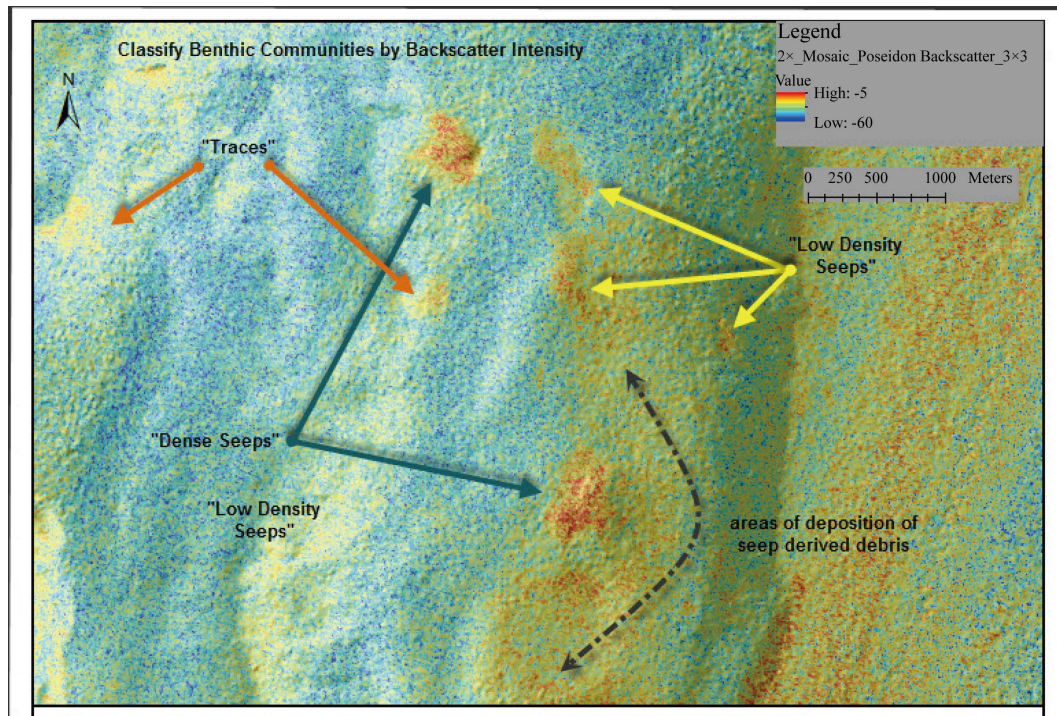 Classify Benthic Communities by Backscatter Intensity
Legend
2×_Mosaic_Poseidon Backscatter_3×3
Value
High: -5
Low: -60
N
"Traces"
0 250 500 1000 Meters
"Low Density
Seeps"
"Dense Seeps"
"Low Density
Seeps"
areas of deposition of
seep derived debris